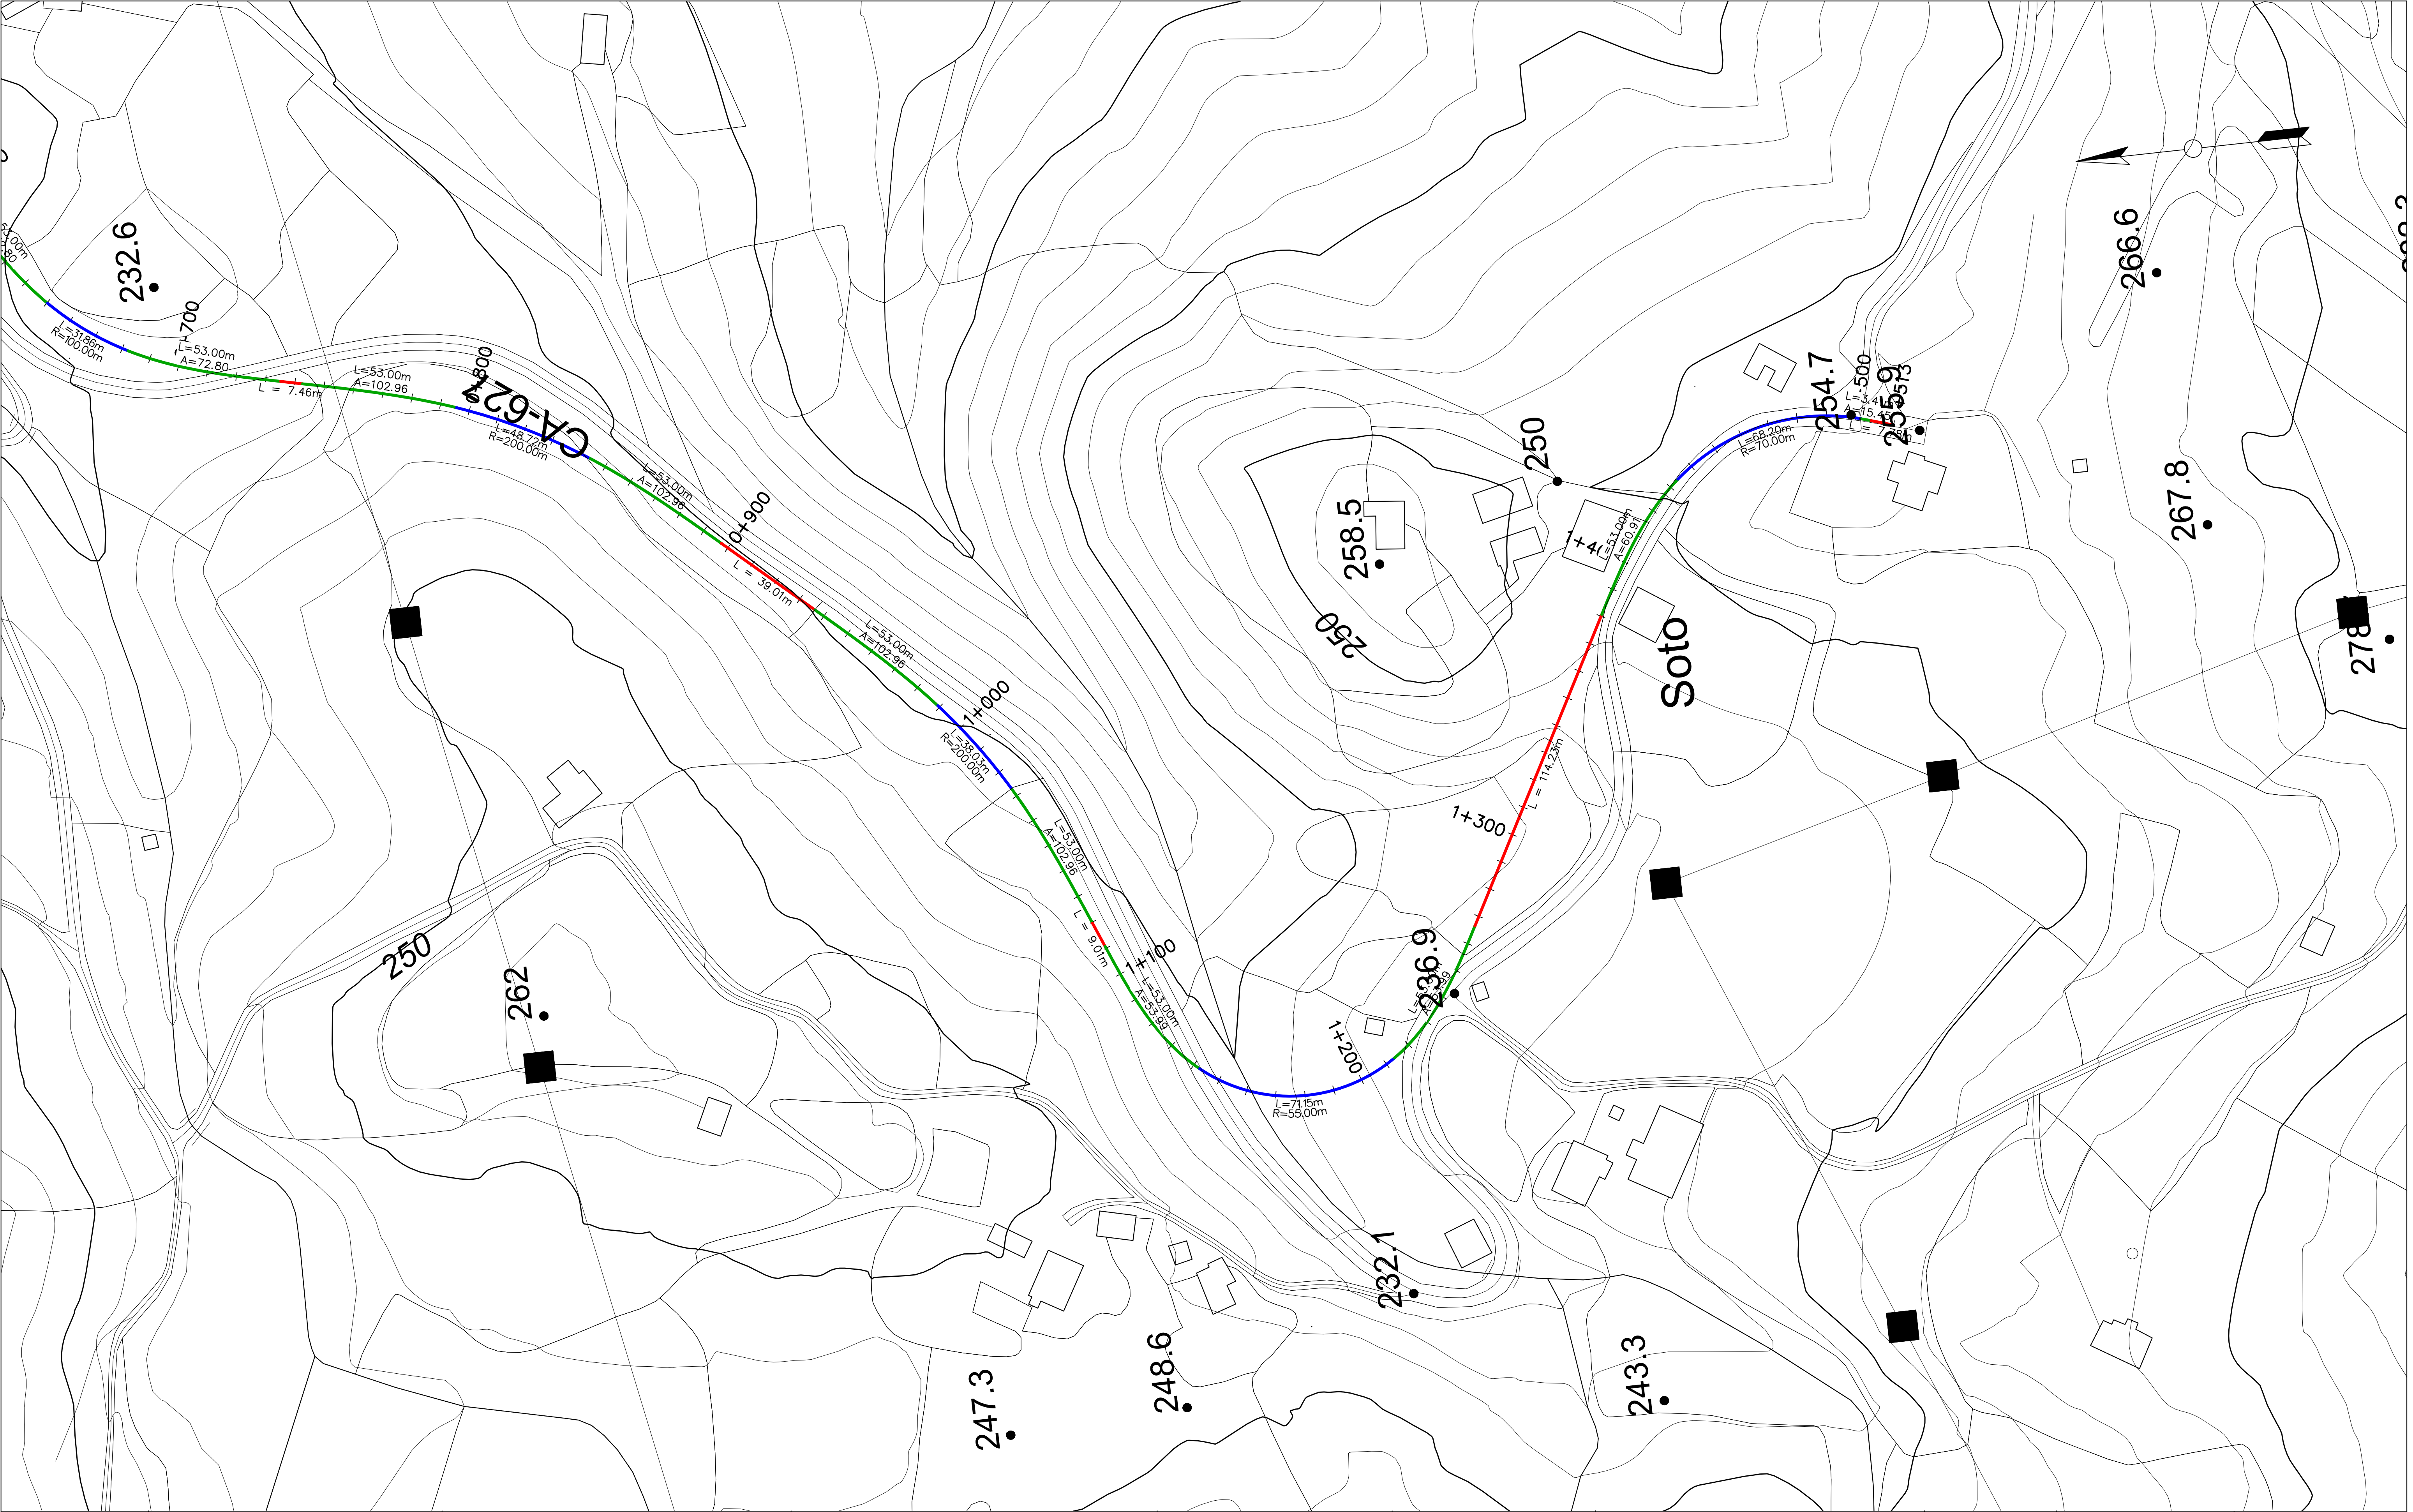 232.6
L=31.86m
R=100.00m
700
L=53.00m
A=72.80
L = 7.46m
L=53.00m
A=102.96
0+800
CA-627
L=48.72m
R=200.00m
L=53.00m
A=102.96
0+900
L = 39.01m
L=53.00m
A=102.96
1+000
L=38.03m
R=200.00m
L=53.00m
A=102.96
L = 9.01m
1+100
L=53.00m
A=53.99
L=71.15m
R=55.00m
1+200
236.9
1+300
L = 114.23m
L=53.00m
A=60.91
L=68.20m
R=70.00m
254.7
255.9
250
258.5
250
Soto
266.6
267.8
278
250
262
232.1
247.3
248.6
243.3